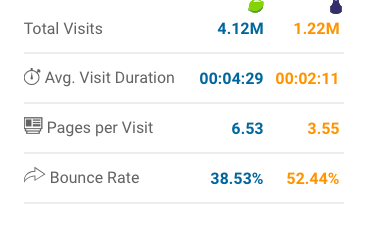 Total Visits 4.12M 1.22M
Avg. Visit Duration 00:04:29 00:02:11
Pages per Visit 6.53 3.55
Bounce Rate 38.53% 52.44%